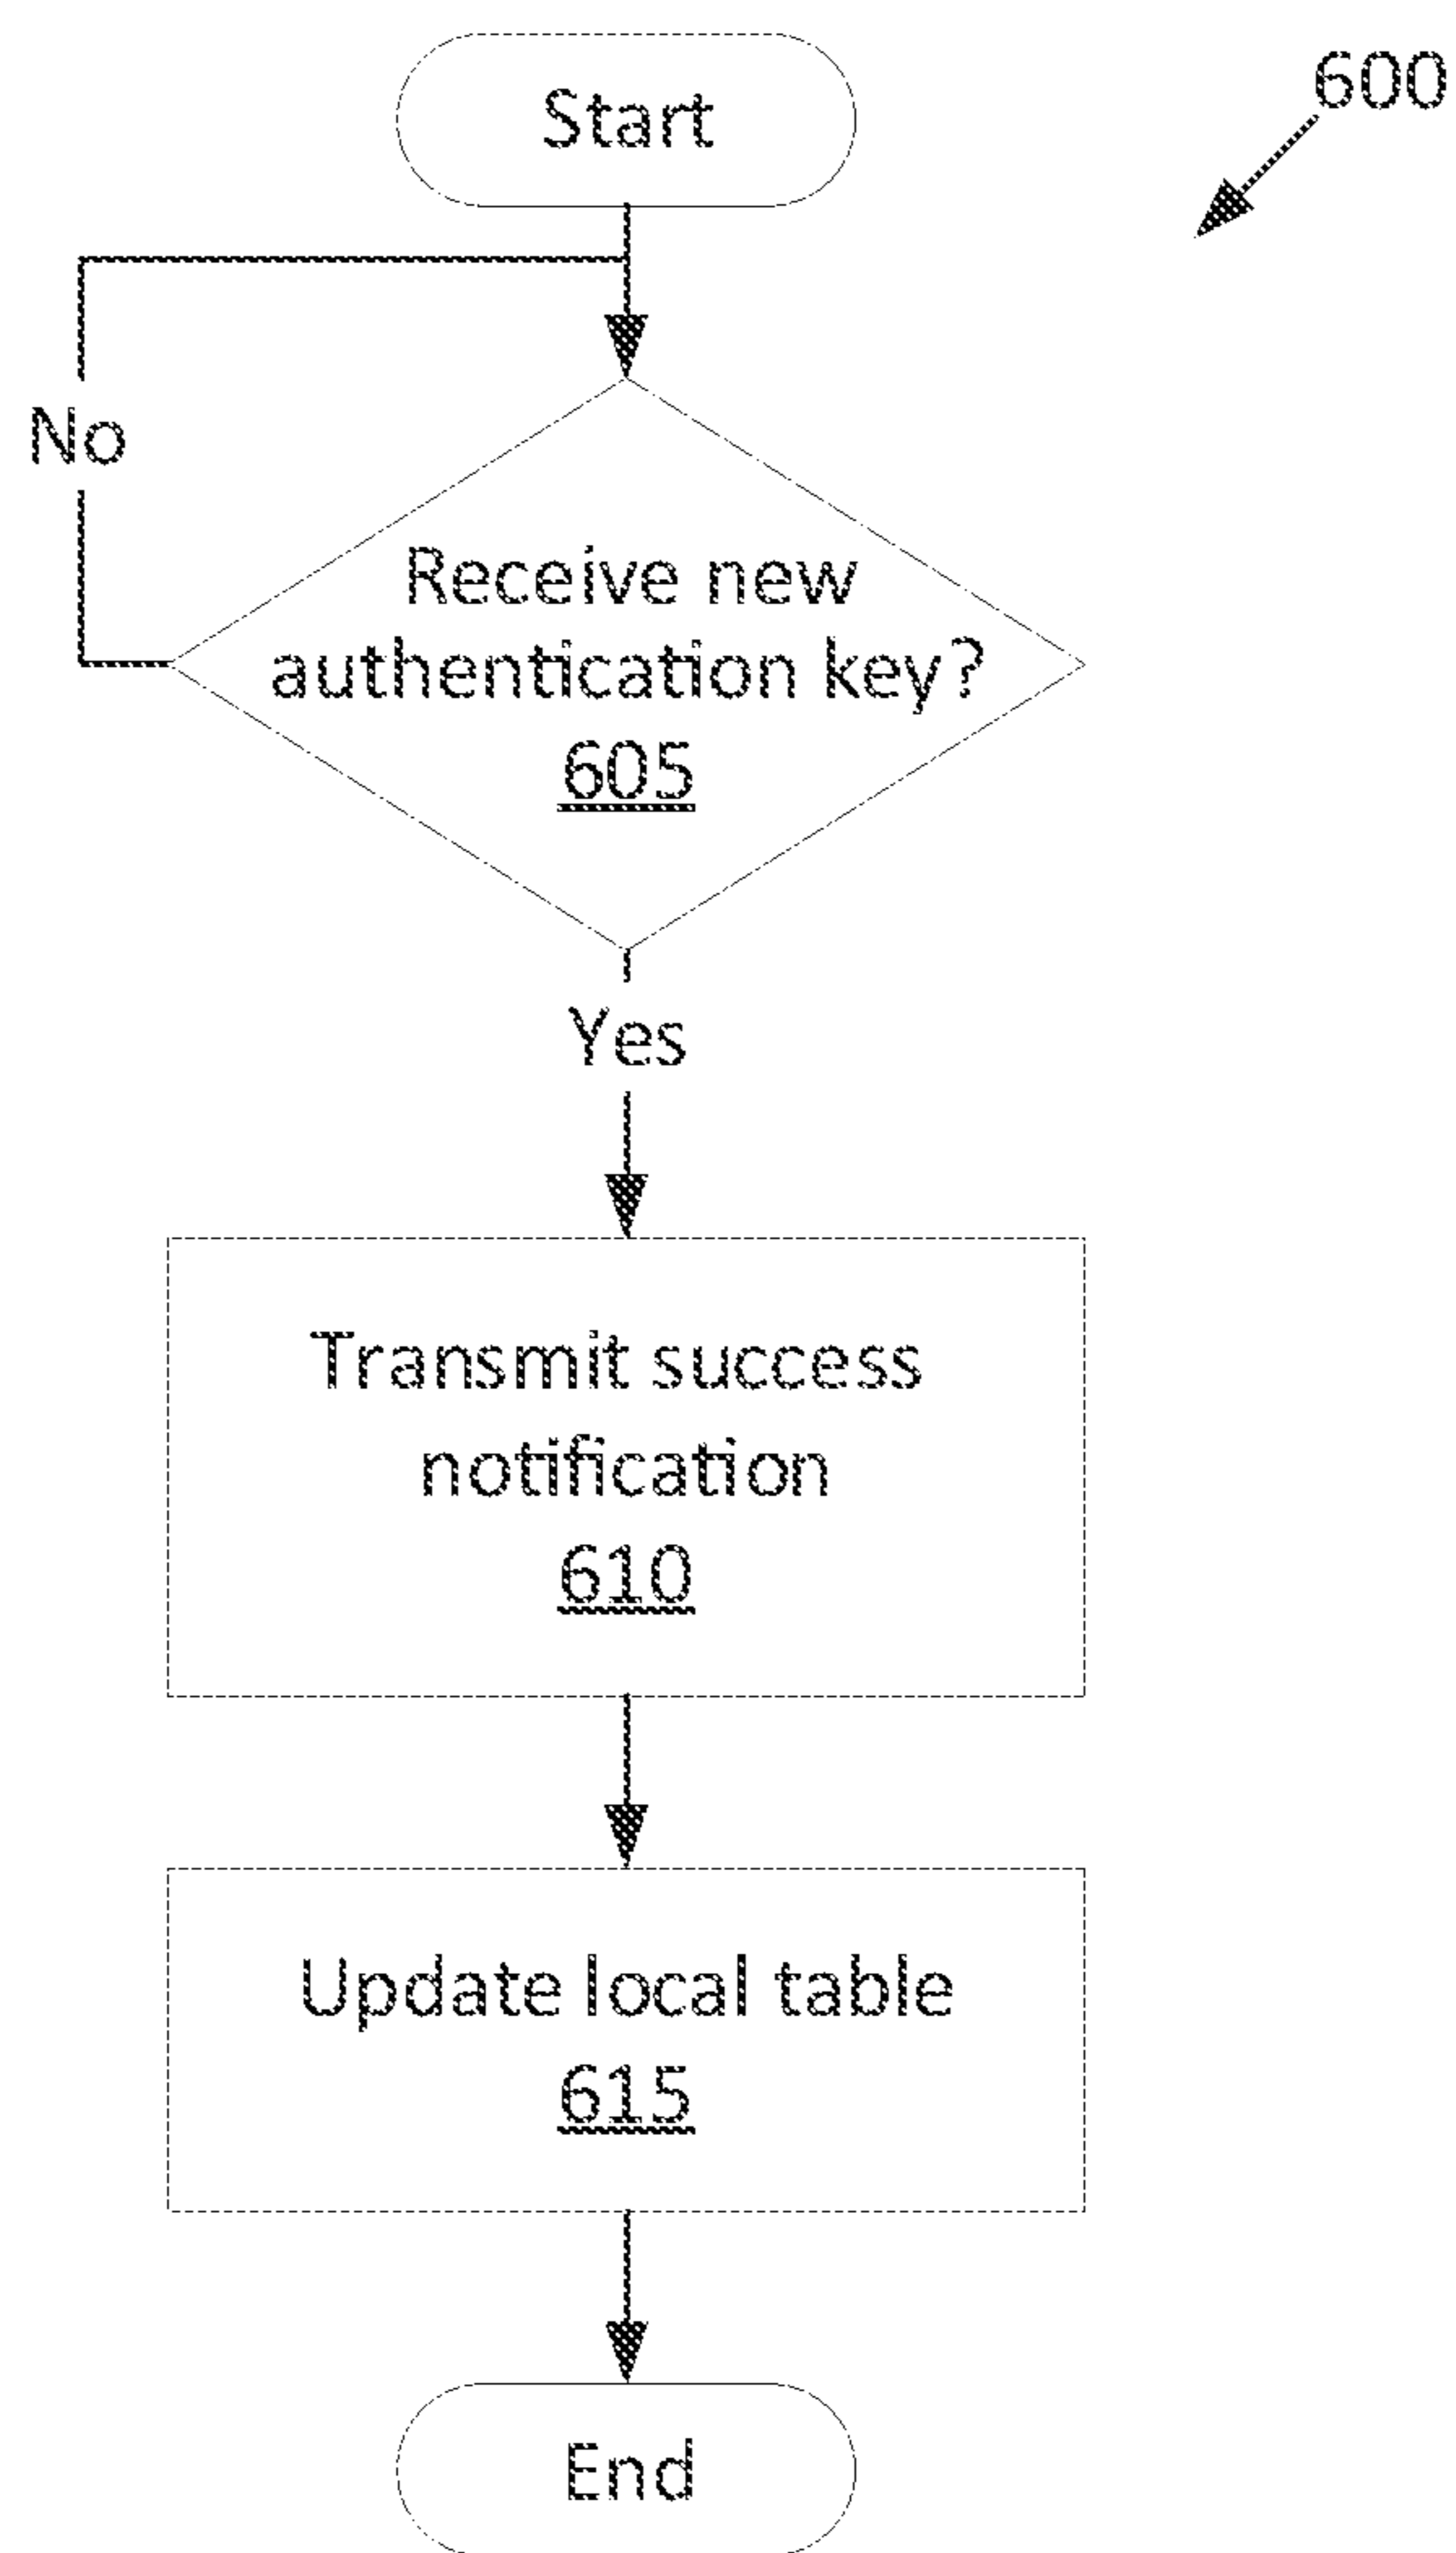 Start
600
No
Receive new
authentication key?
605
Yes
Transmit success
notification
610
Update local table
615
End